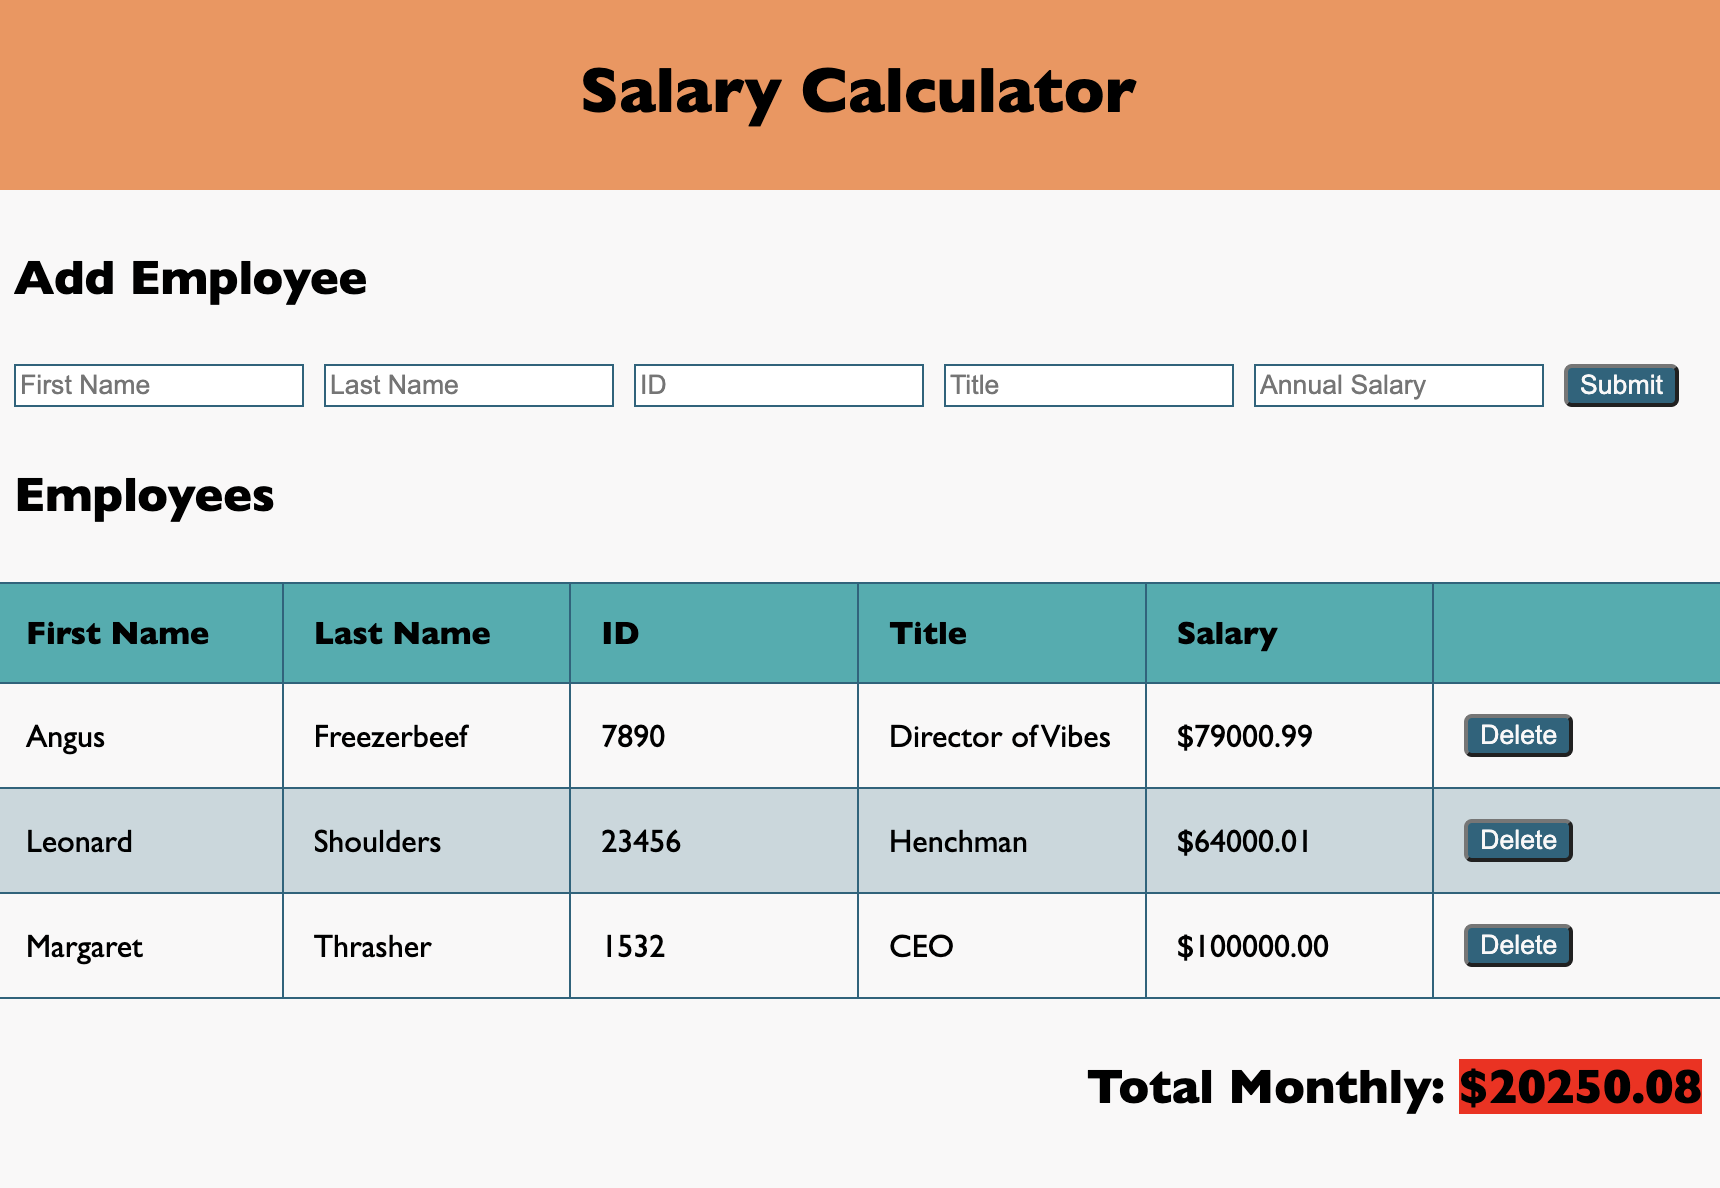 Salary Calculator
Add Employee
First Name Last Name ID Title Annual Salary Submit
Employees
First Name Last Name ID Title Salary
Angus Freezerbeef 7890 Director of Vibes $79000.99 Delete
Leonard Shoulders 23456 Henchman $64000.01 Delete
Margaret Thrasher 1532 CEO $100000.00 Delete
Total Monthly: $20250.08